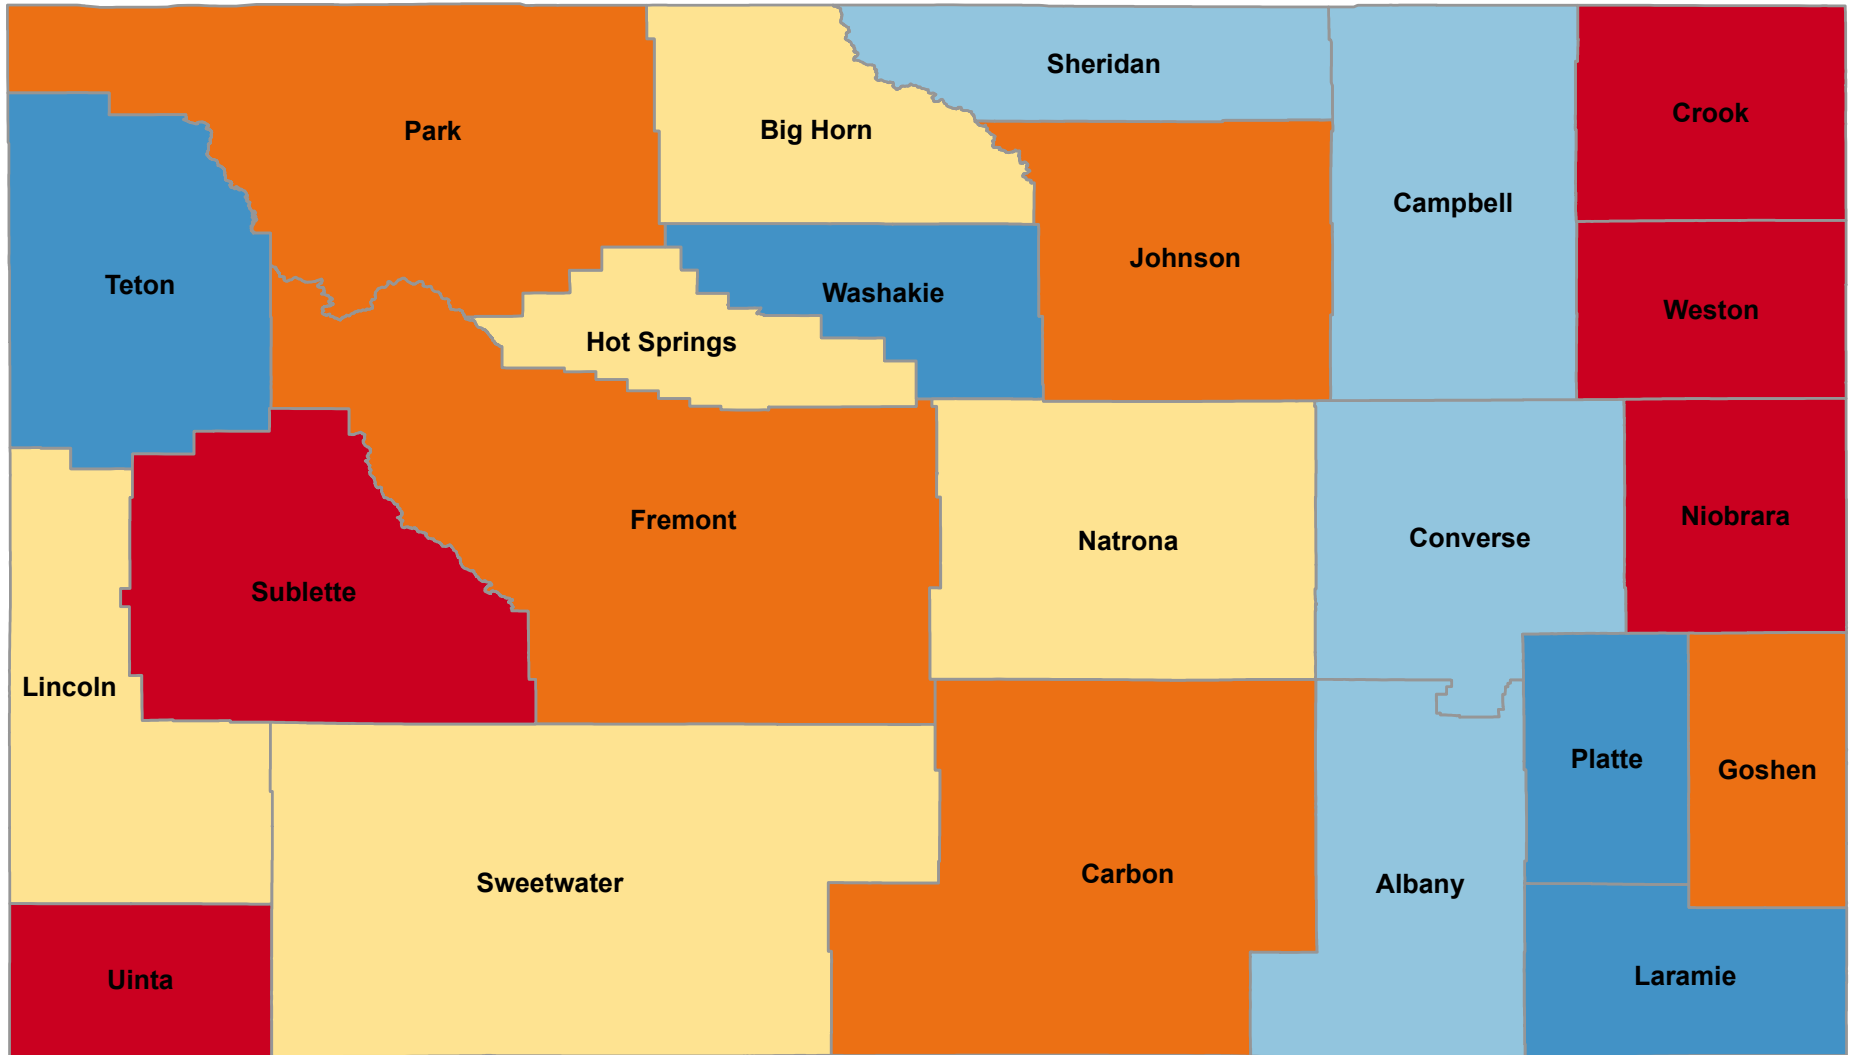 Sheridan
Crook
Park
Big Horn
Campbell
Johnson
Teton
Washakie
Weston
Hot Springs
Niobrara
Fremont
Converse
Natrona
Sublette
Lincoln
Platte
Goshen
Carbon
Sweetwater
Albany
Laramie
Uinta